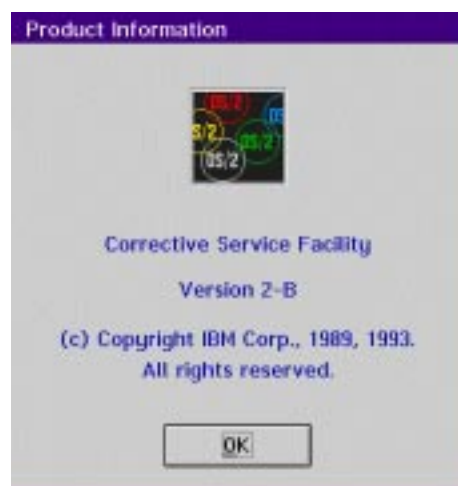 Product Information
OS/2
OS
S/2
OS/2
OS/2
Corrective Service Facility
Version 2-B
(c) Copyright IBM Corp., 1989, 1993.
All rights reserved.
OK